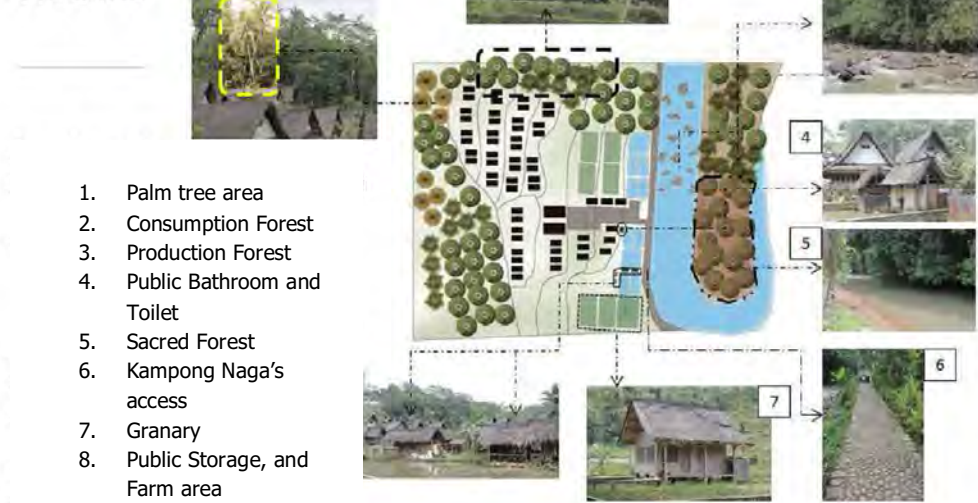 1. Palm tree area
2. Consumption Forest
3. Production Forest
4. Public Bathroom and
Toilet
5. Sacred Forest
6. Kampong Naga's
access
7. Granary
8. Public Storage, and
Farm area
4
5
6
7